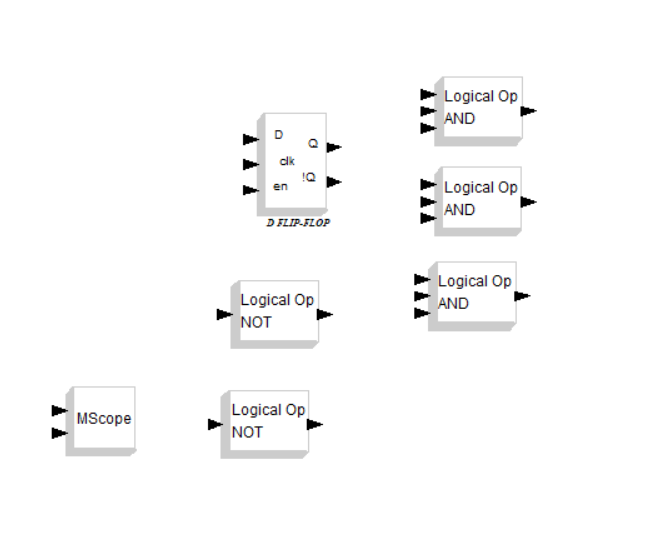 Logical Op
AND
D
Q
clk
!Q
en
D FLIP-FLOP
Logical Op
AND
Logical Op
AND
Logical Op
NOT
MScope
Logical Op
NOT